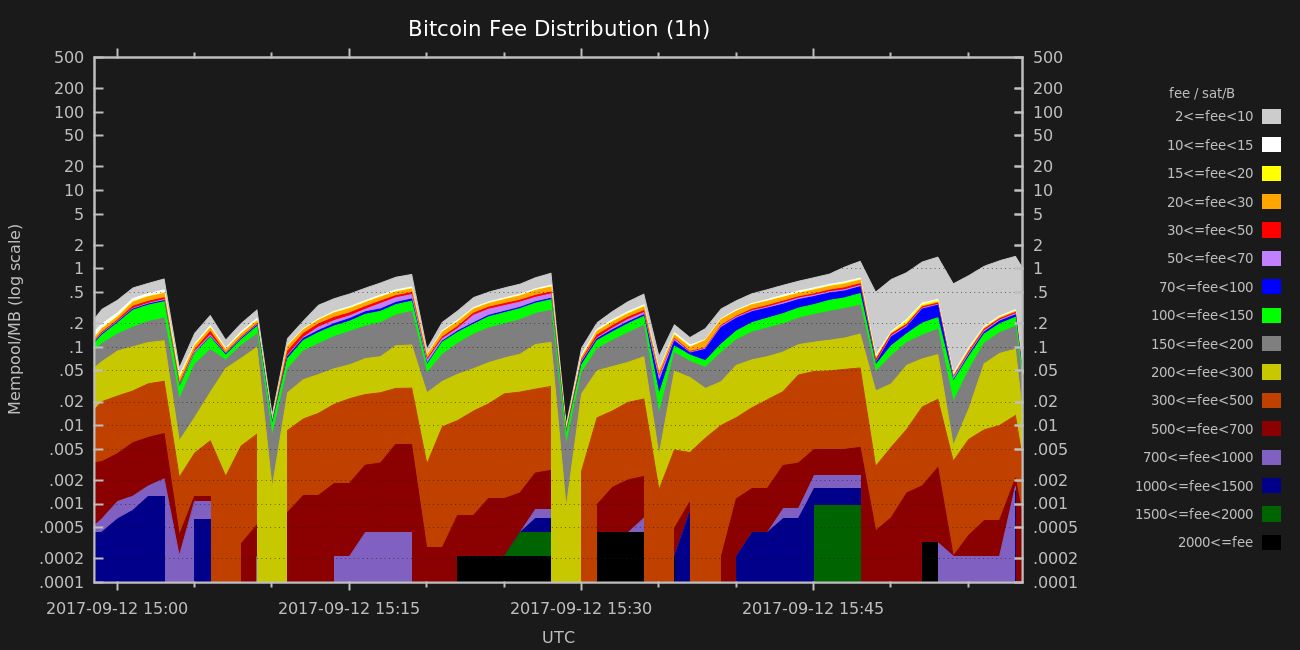 Bitcoin Fee Distribution (1h)
Mempool/MB (log scale)
500
200
100
50
20
10
5
2
1
.5
.2
.1
.05
.02
.01
.005
.002
.001
.0005
.0002
.0001
500
200
100
50
20
10
5
2
1
.5
.2
.1
.05
.02
.01
.005
.002
.001
.0005
.0002
.0001
2017-09-12 15:00
2017-09-12 15:15
2017-09-12 15:30
2017-09-12 15:45
UTC
fee / sat/B
2<=fee<10
10<=fee<15
15<=fee<20
20<=fee<30
30<=fee<50
50<=fee<70
70<=fee<100
100<=fee<150
150<=fee<200
200<=fee<300
300<=fee<500
500<=fee<700
700<=fee<1000
1000<=fee<1500
1500<=fee<2000
2000<=fee